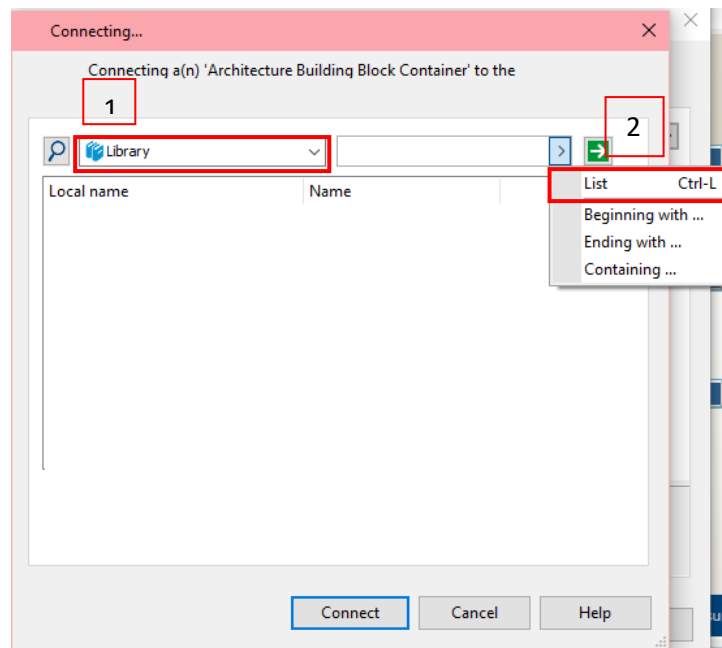 Connecting...
Connecting a(n) 'Architecture Building Block Container' to the
1
2
Library
List Ctrl-L
Local name Name
Beginning with ...
Ending with ...
Containing ...
Connect Cancel Help